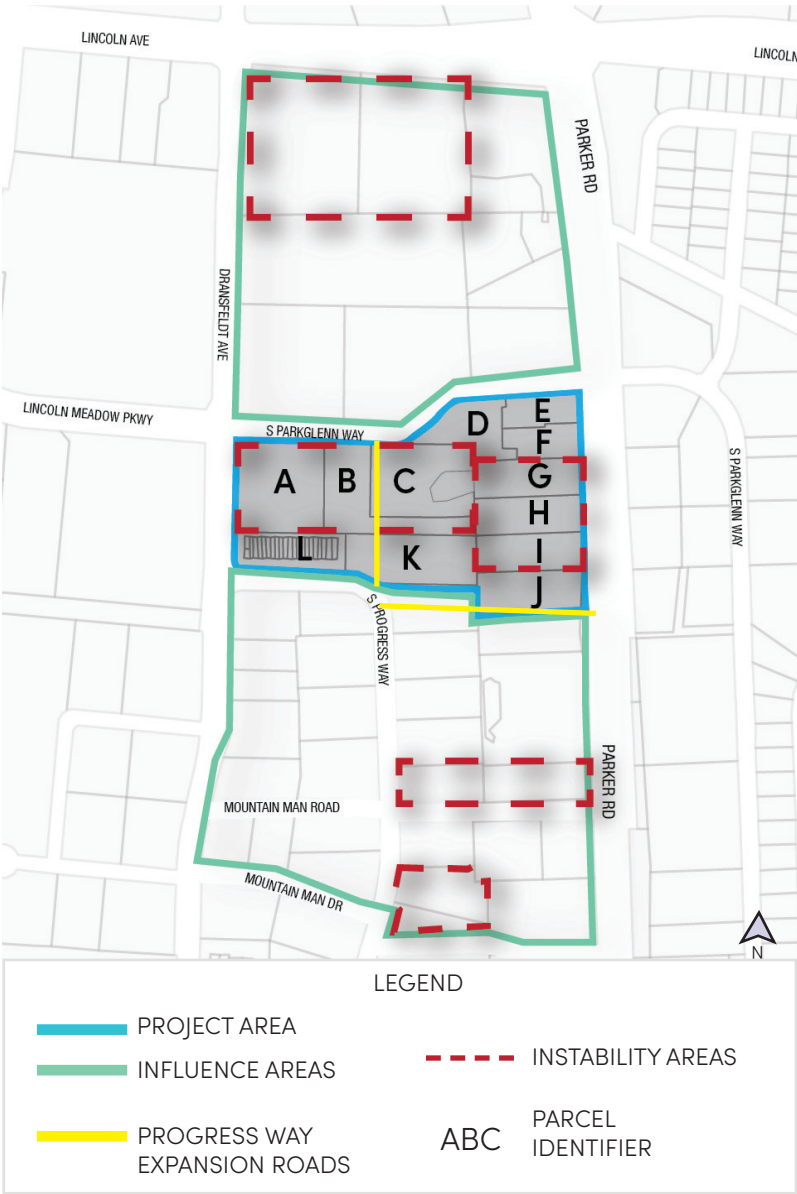 LINCOLN AVE
LINCOLN
PARKER RD
DRANSFELDT AVE
LINCOLN MEADOW PKWY
S PARKGLENN WAY
S PARKGLENN WAY
A
B
C
D
E
F
G
H
I
J
K
L
S PROGRESS WAY
PARKER RD
MOUNTAIN MAN ROAD
MOUNTAIN MAN DR
N
LEGEND
PROJECT AREA
INFLUENCE AREAS
PROGRESS WAY
EXPANSION ROADS
INSTABILITY AREAS
ABC
PARCEL
IDENTIFIER